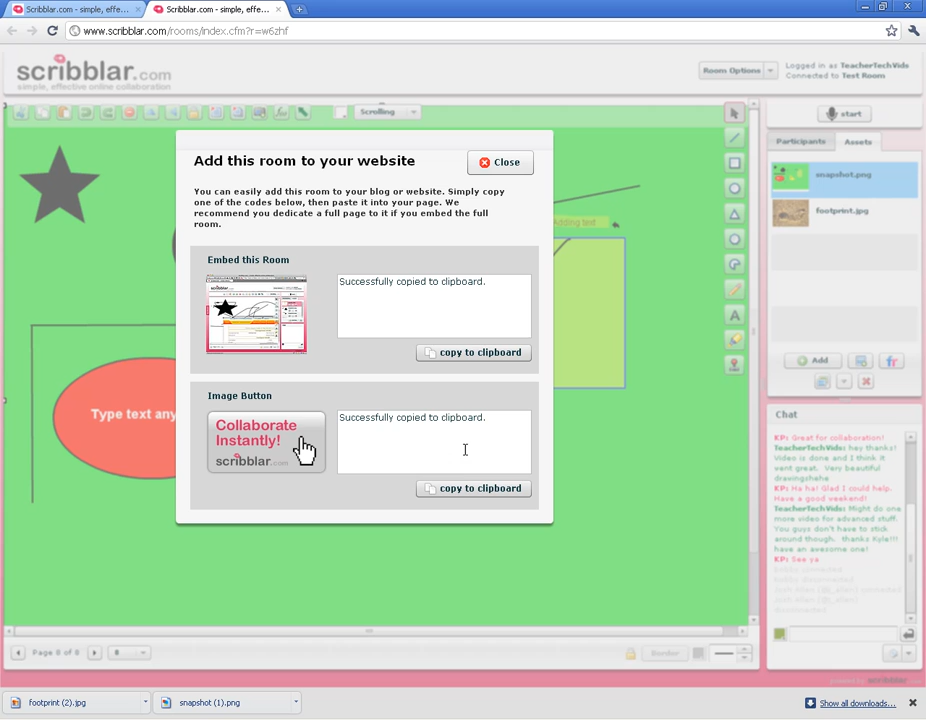 Scribblar.com - simple, effe...
Scribblar.com - simple, effe...
www.scribblar.com/rooms/index.cfm?r=w6zhf
scribblar.com
simple, effective online collaboration
Room Options
Logged in as TeacherTechVids
Connected to Test Room
Scrolling
start
Participants
Assets
snapshot.png
footprint.jpg
Adding text
Type text any
Add this room to your website
Close
You can easily add this room to your blog or website. Simply copy
one of the codes below, then paste it into your page. We
recommend you dedicate a full page to it if you embed the full
room.
Embed this Room
Successfully copied to clipboard.
copy to clipboard
Image Button
Collaborate
Instantly!
scribblar.com
Successfully copied to clipboard.
copy to clipboard
A
Add
Chat
KP: Great for collaboration!
TeacherTechVids: hey thanks!
Video is done and I think it
went great. Very beautiful
drawingshehe
KP: Ha ha! Glad I could help.
Have a good weekend!
TeacherTechVids: Might do one
more video for advanced stuff.
You guys don't have to stick
around though. thanks Kyle!!!
have an awesome one!
KP: See ya
Page 8 of 8
8
Border
powered by scribblar
footprint (2).jpg
snapshot (1).png
Show all downloads...